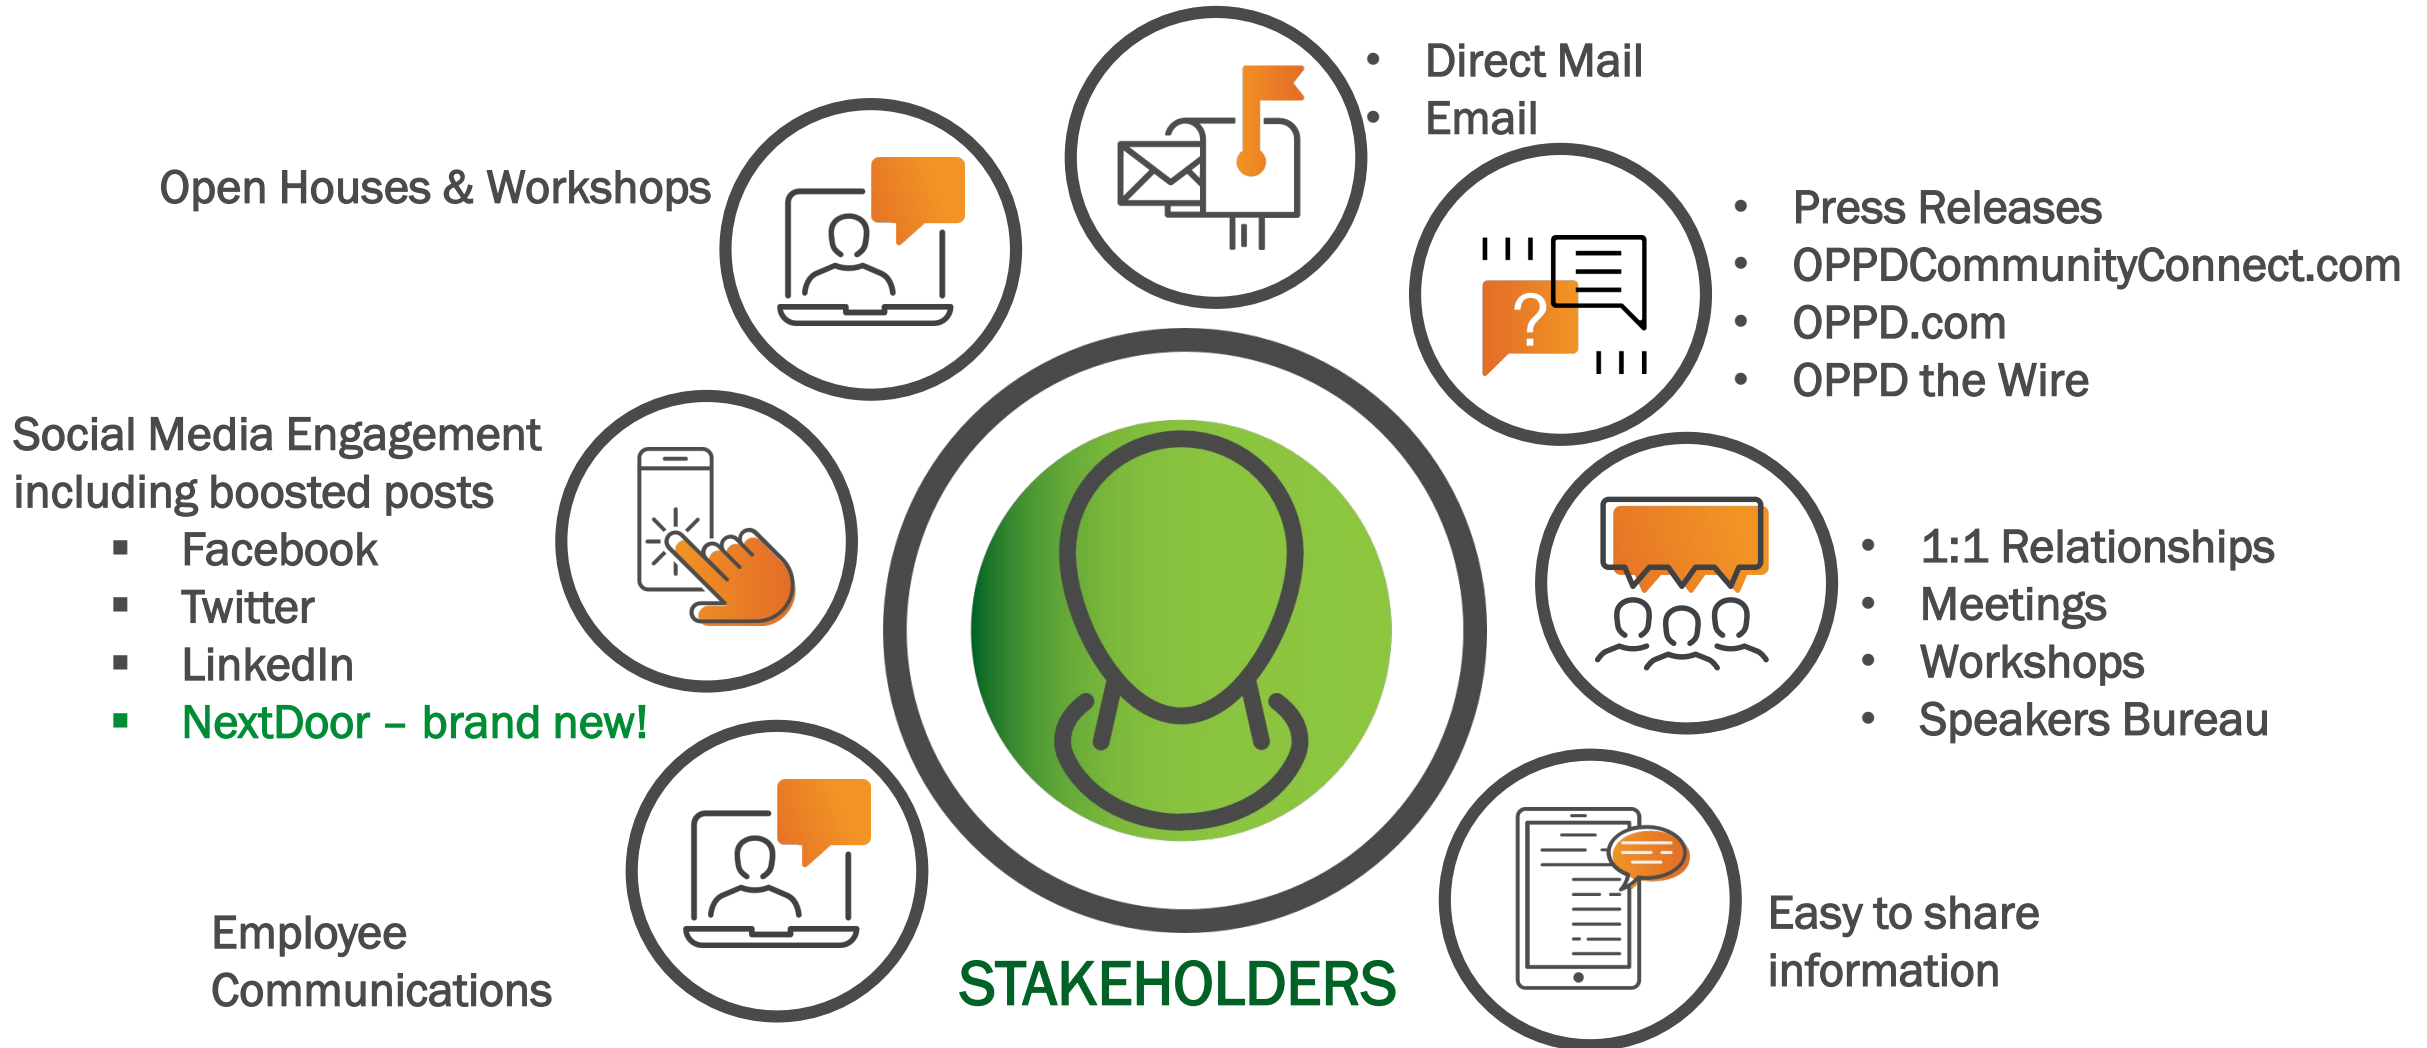 • Direct Mail
• Email
Open Houses & Workshops
• Press Releases
• OPPDCommunityConnect.com
• OPPD.com
• OPPD the Wire
?
Social Media Engagement
including boosted posts
▪ Facebook
▪ Twitter
▪ LinkedIn
▪ NextDoor – brand new!
• 1:1 Relationships
• Meetings
• Workshops
• Speakers Bureau
Employee
Communications
STAKEHOLDERS
Easy to share
information